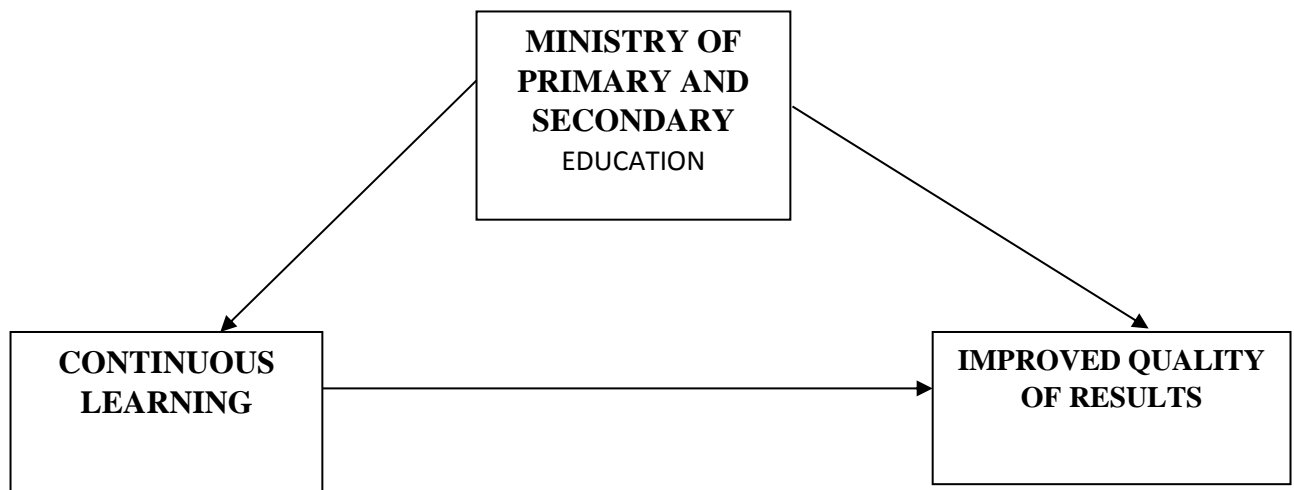 MINISTRY OF
PRIMARY AND
SECONDARY
EDUCATION
CONTINUOUS
LEARNING
IMPROVED QUALITY
OF RESULTS